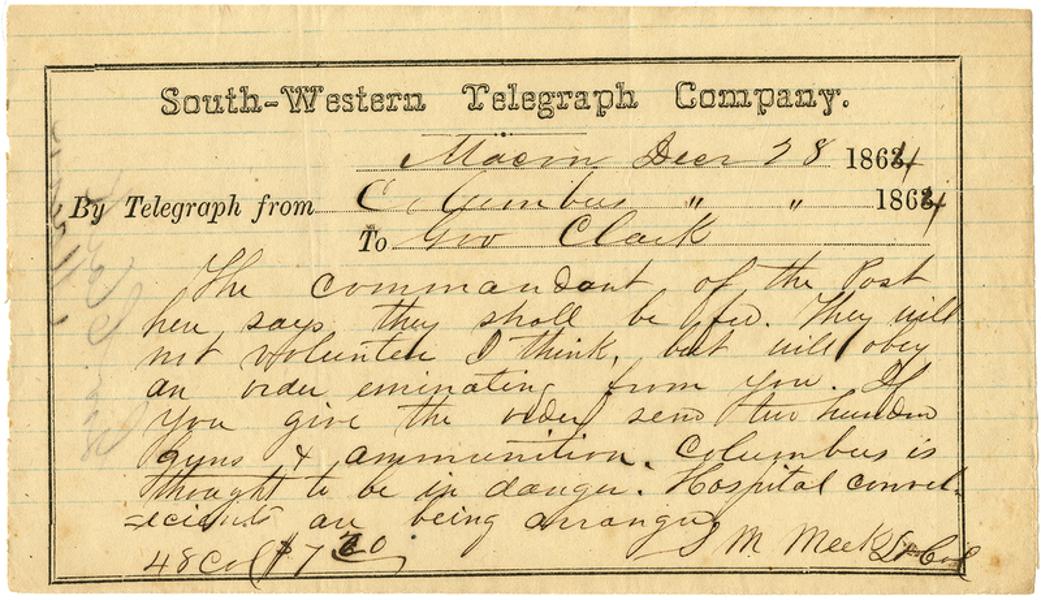 South-Western Telegraph Company.
Macon Decr 28 1864
By Telegraph from Columbus " " 1864
To Gov Clark
The commandant of the Post
here says they shall be fed. They will
not volunteer I think, but will obey
an order eminating from you. If
you give the order send two hundred
guns & ammunition. Columbus is
thought to be in danger. Hospital conval-
secients are being arranged
S M Meek Lt Col
48 Col $7 20